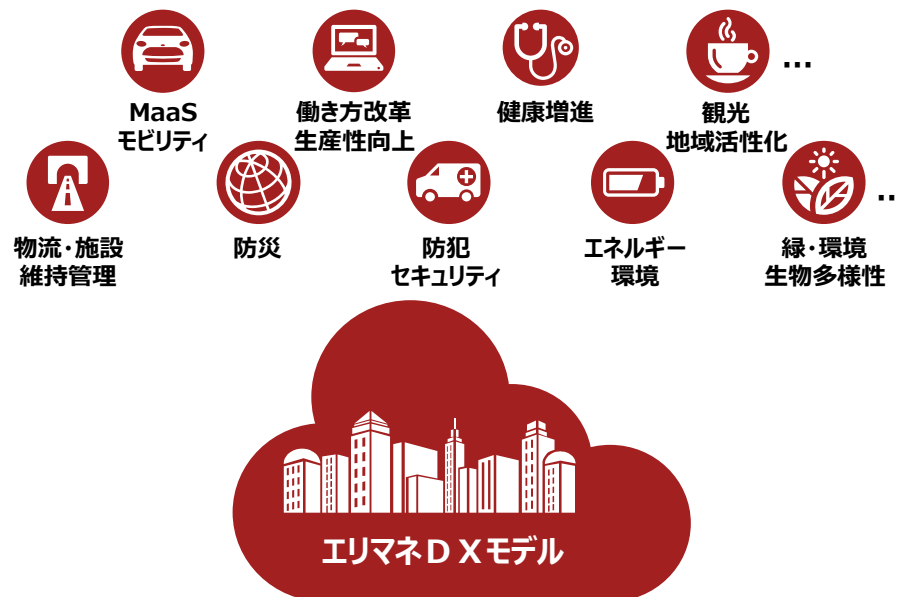 MaaS
モビリティ
働き方改革
生産性向上
健康増進
観光
地域活性化
...
物流・施設
維持管理
防災
防犯
セキュリティ
エネルギー
環境
緑・環境
生物多様性
..
エリマネＤＸモデル